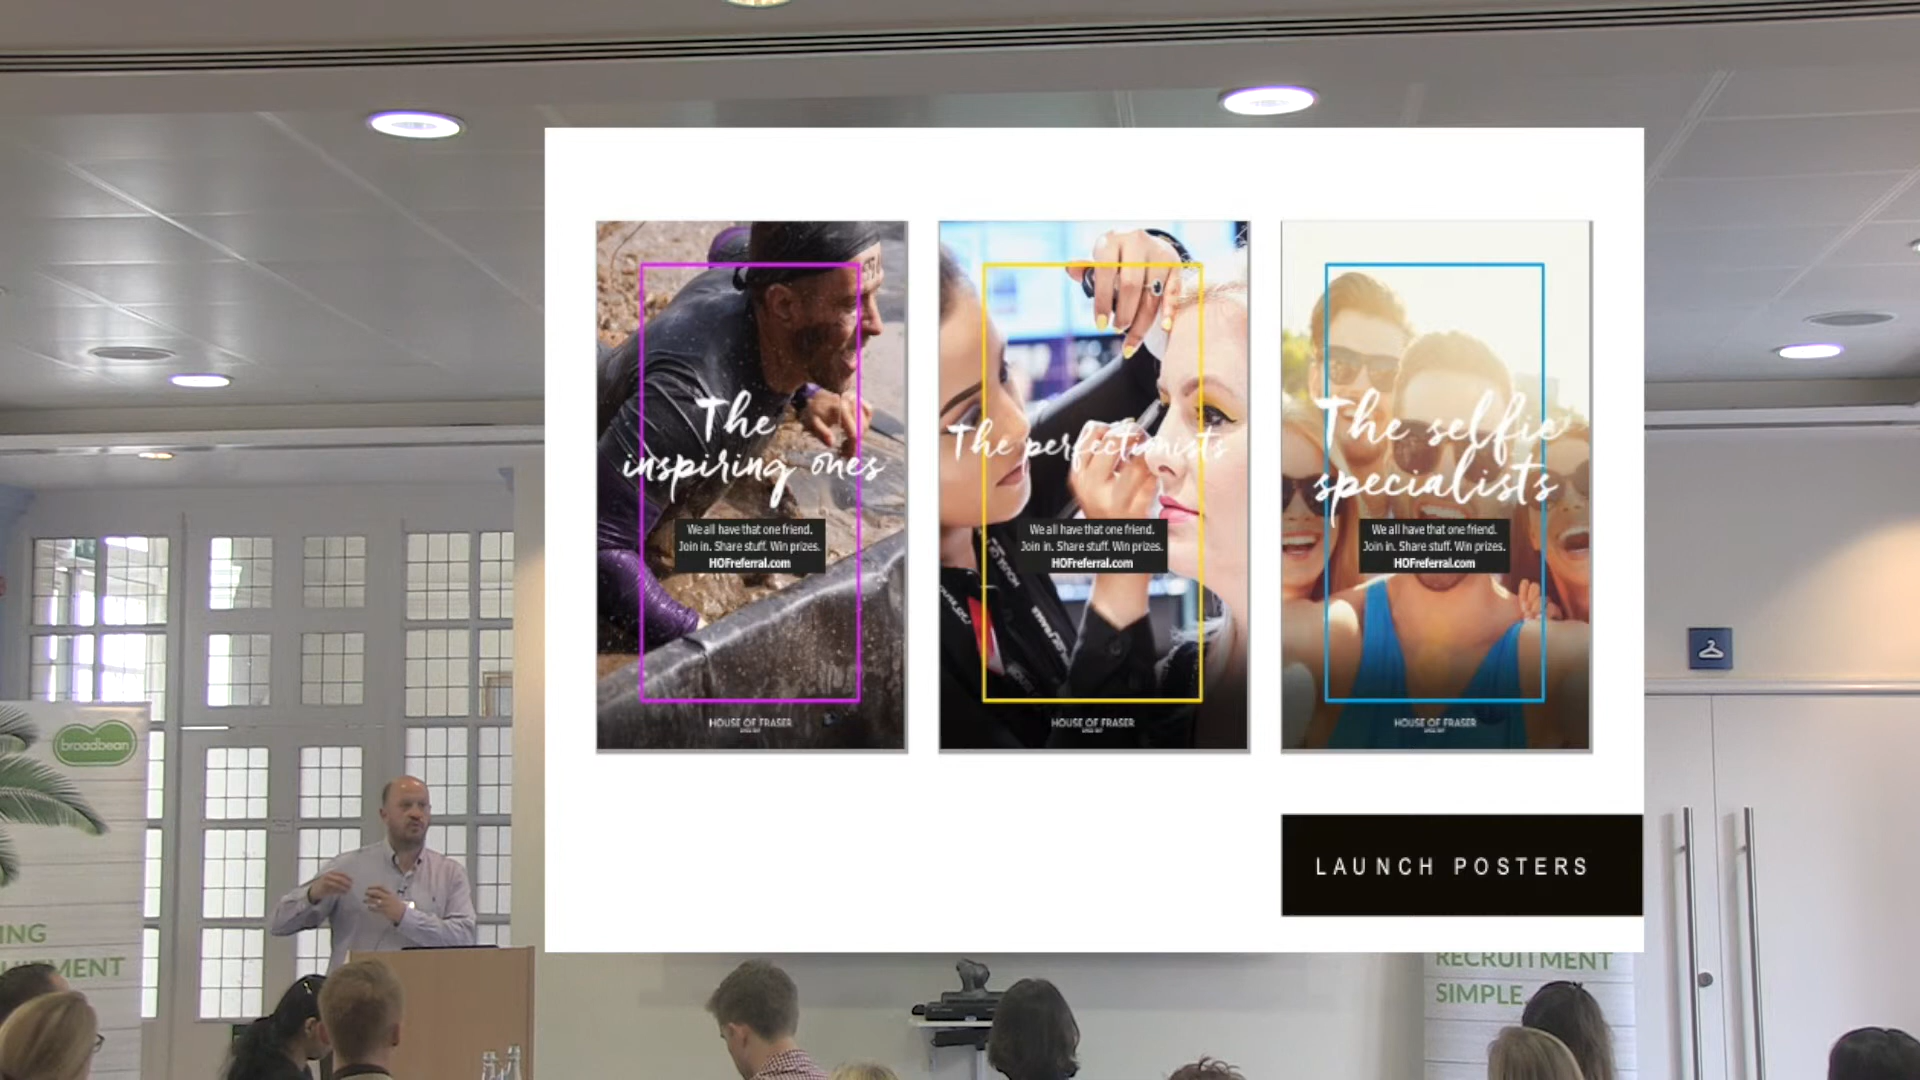 The
inspiring ones
We all have that one friend.
Join in. Share stuff. Win prizes.
HOFreferral.com
HOUSE OF FRASER
The perfectionists
We all have that one friend.
Join in. Share stuff. Win prizes.
HOFreferral.com
HOUSE OF FRASER
The selfie
specialists
We all have that one friend.
Join in. Share stuff. Win prizes.
HOFreferral.com
HOUSE OF FRASER
LAUNCH POSTERS
broadbean
ING
MENT
RECRUITMENT
SIMPLE.